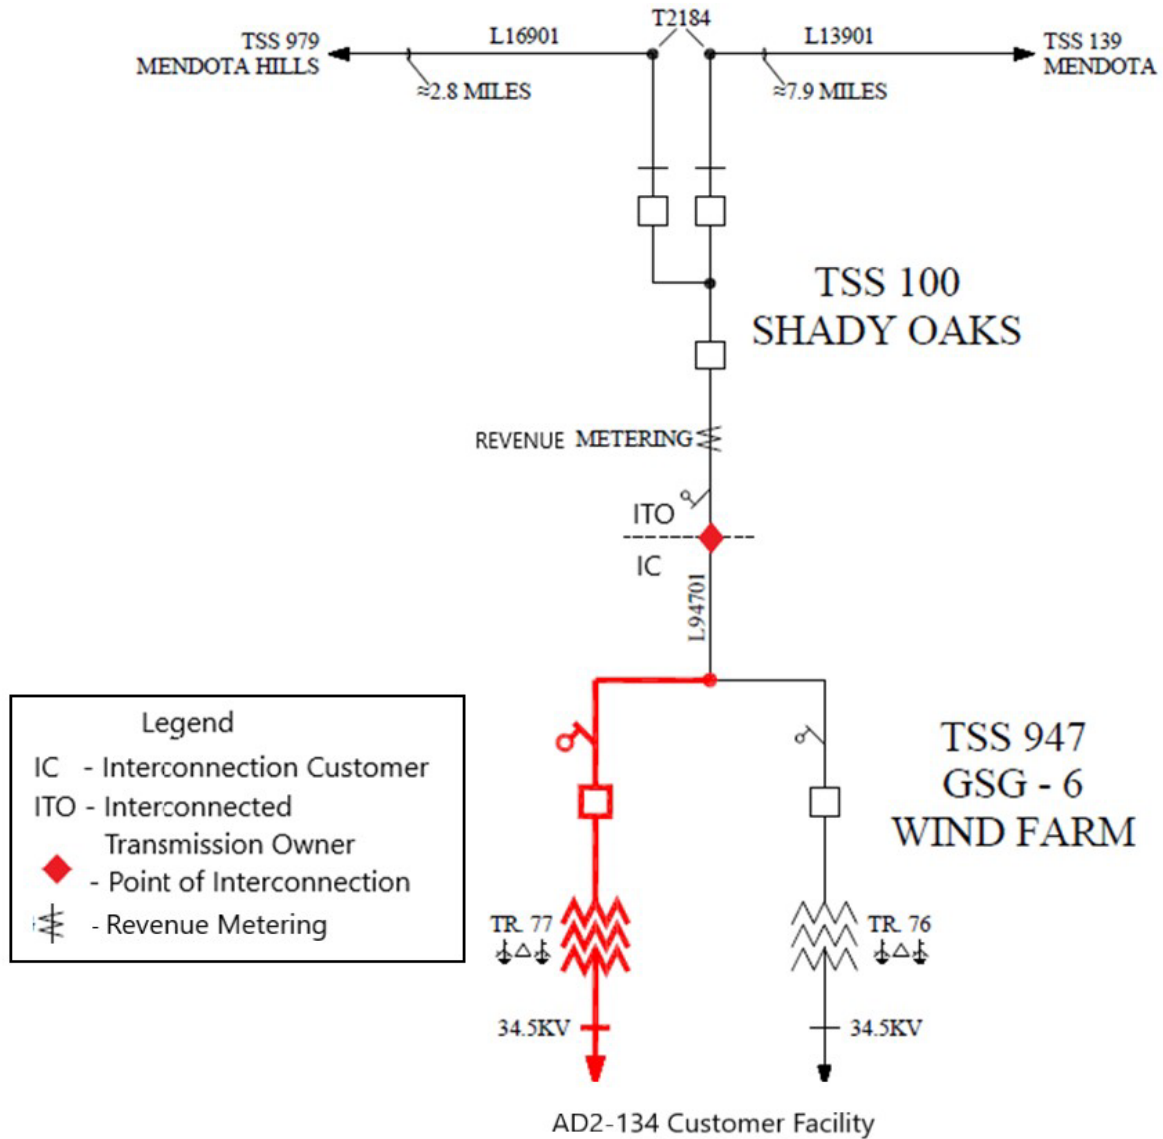 T2184
L16901
L13901
TSS 979
MENDOTA HILLS
TSS 139
MENDOTA
≈2.8 MILES
≈7.9 MILES
TSS 100
SHADY OAKS
REVENUE METERING
ITO
IC
L94701
Legend
IC - Interconnection Customer
ITO - Interconnected
Transmission Owner
- Point of Interconnection
- Revenue Metering
TSS 947
GSG - 6
WIND FARM
TR. 77
TR. 76
34.5KV
34.5KV
AD2-134 Customer Facility